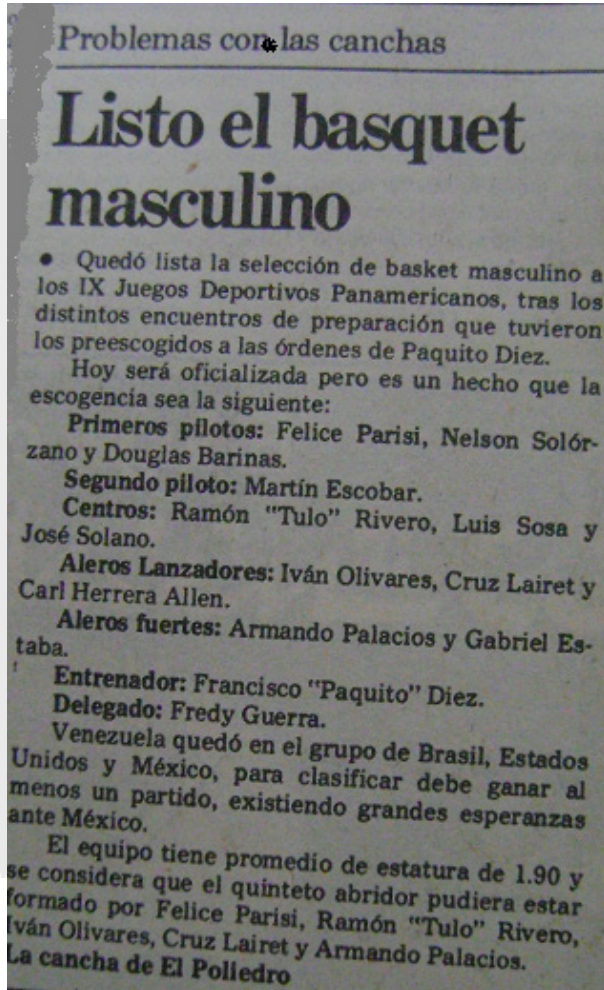 Problemas con las canchas
Listo el basquet
masculino
• Quedó lista la selección de basket masculino a
los IX Juegos Deportivos Panamericanos, tras los
distintos encuentros de preparación que tuvieron
los preescogidos a las órdenes de Paquito Diez.
Hoy será oficializada pero es un hecho que la
escogencia sea la siguiente:
Primeros pilotos: Felice Parisi, Nelson Solór-
zano y Douglas Barinas.
Segundo piloto: Martín Escobar.
Centros: Ramón "Tulo" Rivero, Luis Sosa y
José Solano.
Aleros Lanzadores: Iván Olivares, Cruz Lairet y
Carl Herrera Allen.
Aleros fuertes: Armando Palacios y Gabriel Es-
taba.
Entrenador: Francisco "Paquito" Diez.
Delegado: Fredy Guerra.
Venezuela quedó en el grupo de Brasil, Estados
Unidos y México, para clasificar debe ganar al
menos un partido, existiendo grandes esperanzas
ante México.
El equipo tiene promedio de estatura de 1.90 y
se considera que el quinteto abridor pudiera estar
formado por Felice Parisi, Ramón "Tulo" Rivero,
Iván Olivares, Cruz Lairet y Armando Palacios.
La cancha de El Poliedro